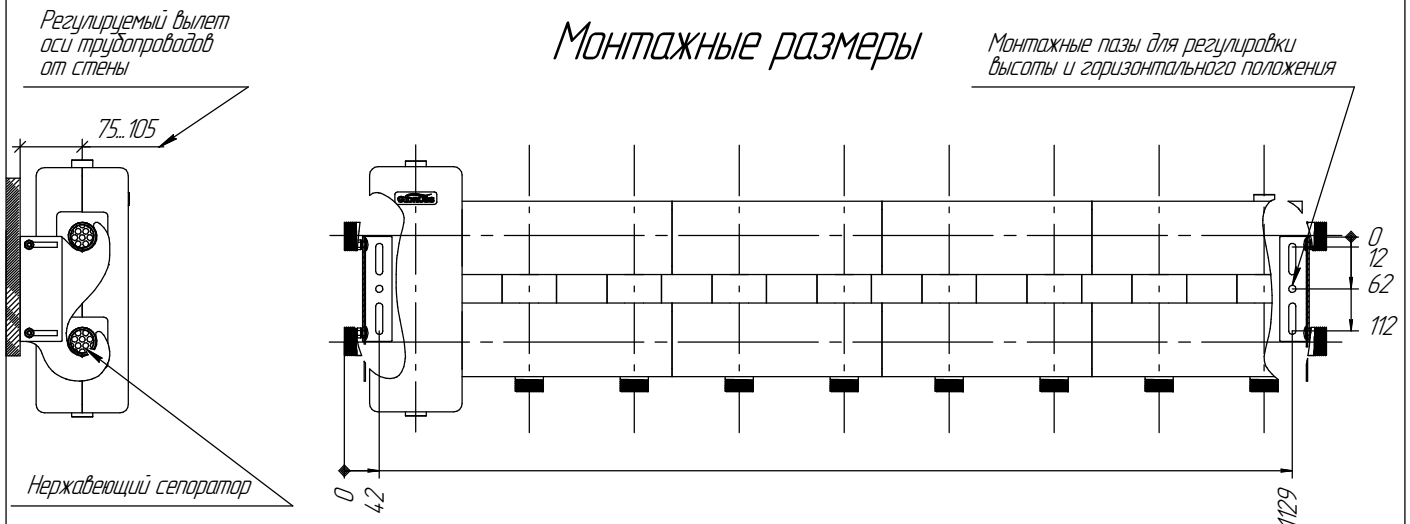 Регулируемый вылет
оси трубопроводов
от стены
Монтажные размеры
Монтажные пазы для регулировки
высоты и горизонтального положения
75...105
0
12
62
112
Нержавеющий сепоратор
0
42
1129